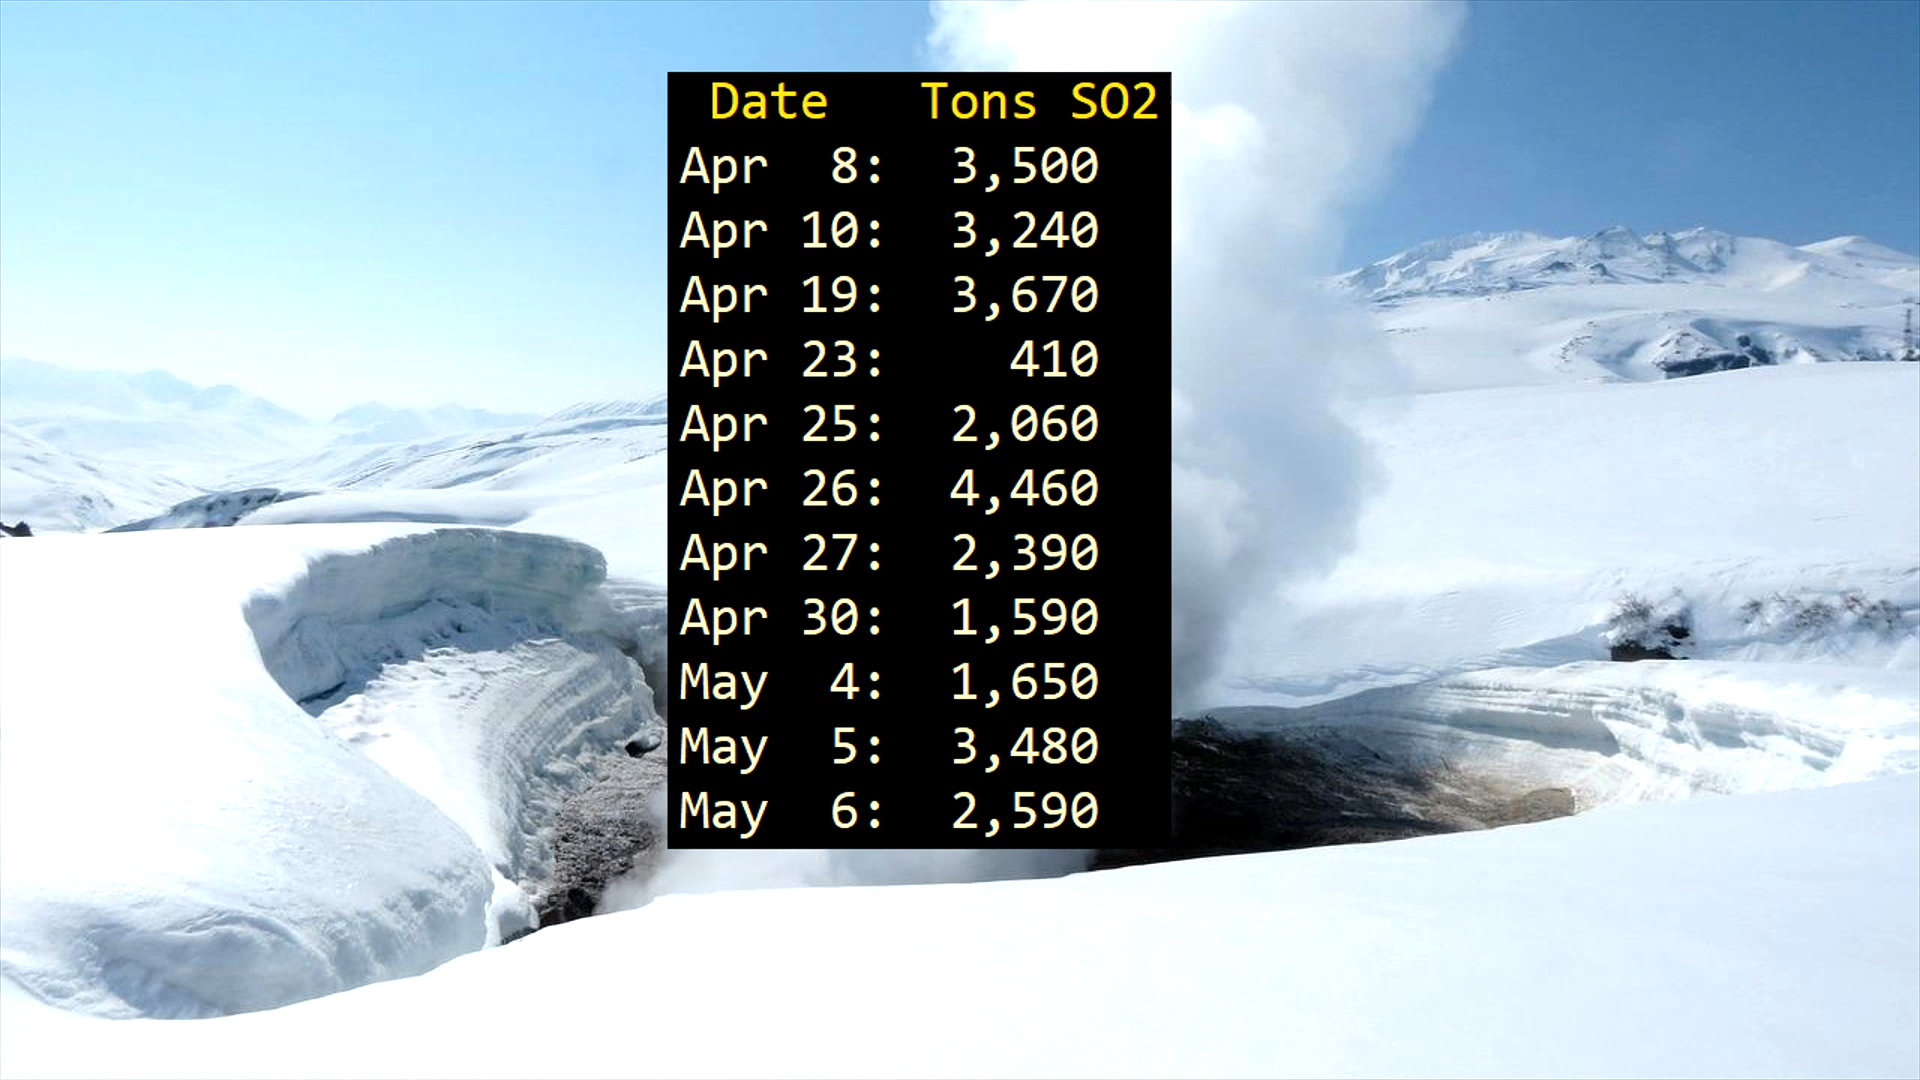 Date Tons SO2
Apr 8: 3,500
Apr 10: 3,240
Apr 19: 3,670
Apr 23: 410
Apr 25: 2,060
Apr 26: 4,460
Apr 27: 2,390
Apr 30: 1,590
May 4: 1,650
May 5: 3,480
May 6: 2,590